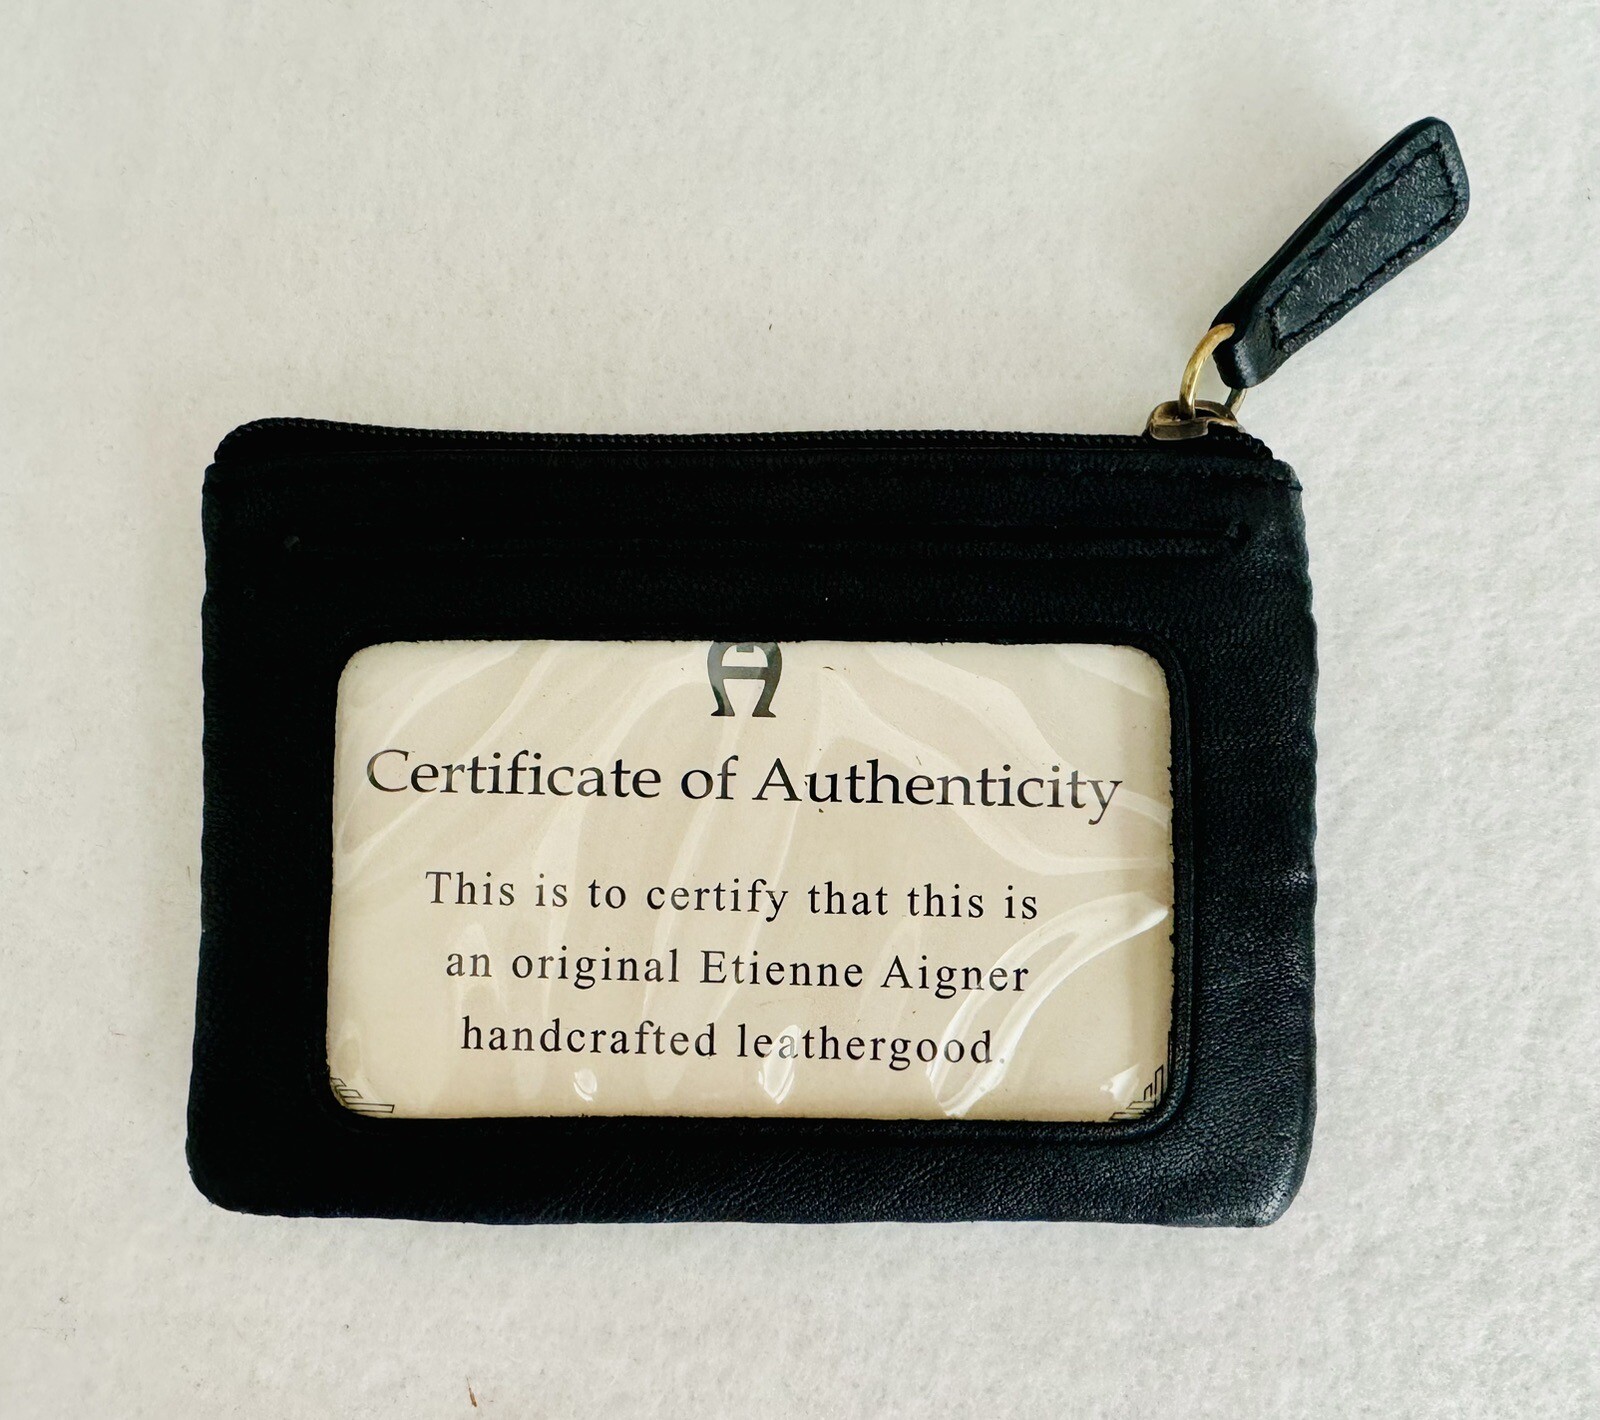 Certificate of Authenticity
This is to certify that this is
an original Etienne Aigner
handcrafted leathergood.